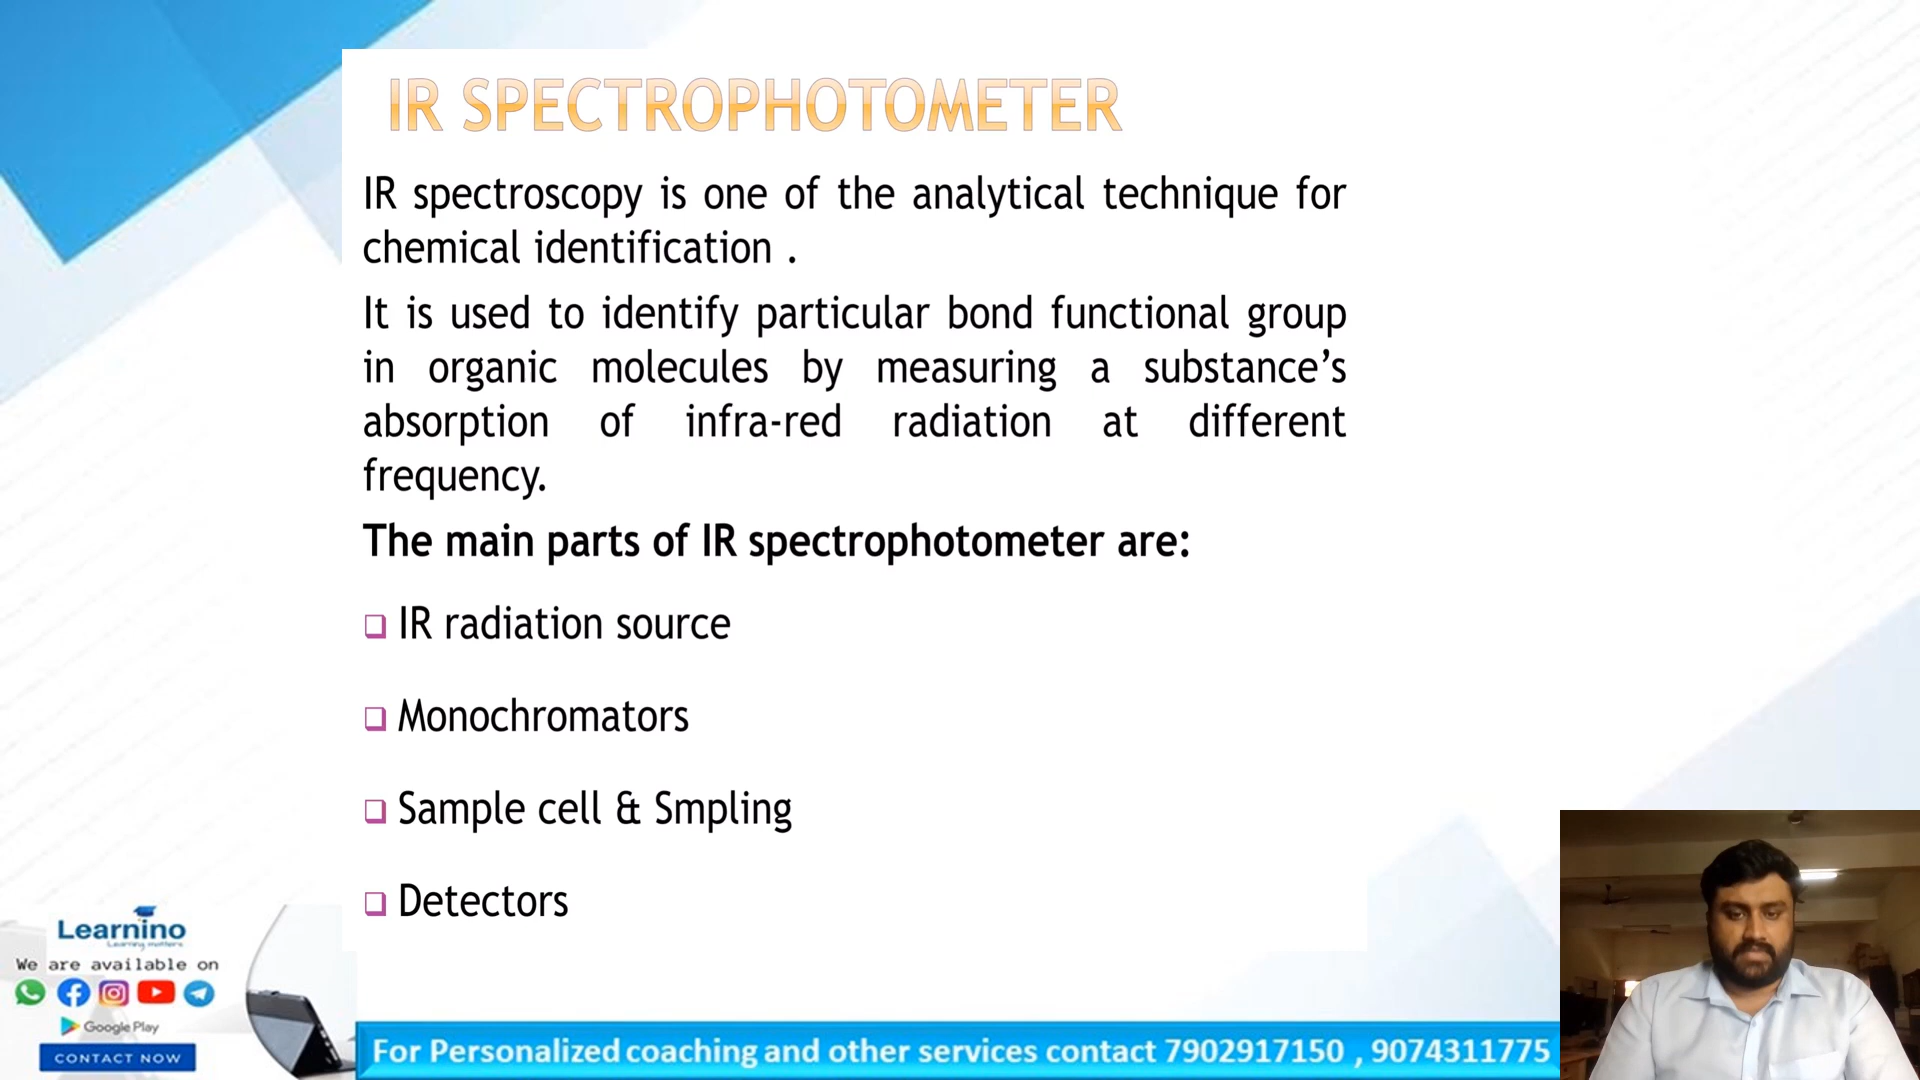 IR SPECTROPHOTOMETER
IR spectroscopy is one of the analytical technique for
chemical identification .
It is used to identify particular bond functional group
in organic molecules by measuring a substance’s
absorption of infra-red radiation at different
frequency.
The main parts of IR spectrophotometer are:
IR radiation source
Monochromators
Sample cell & Smpling
Detectors
Learnino
Learning matters
We are available on
Google Play
CONTACT NOW
For Personalized coaching and other services contact 7902917150 , 9074311775